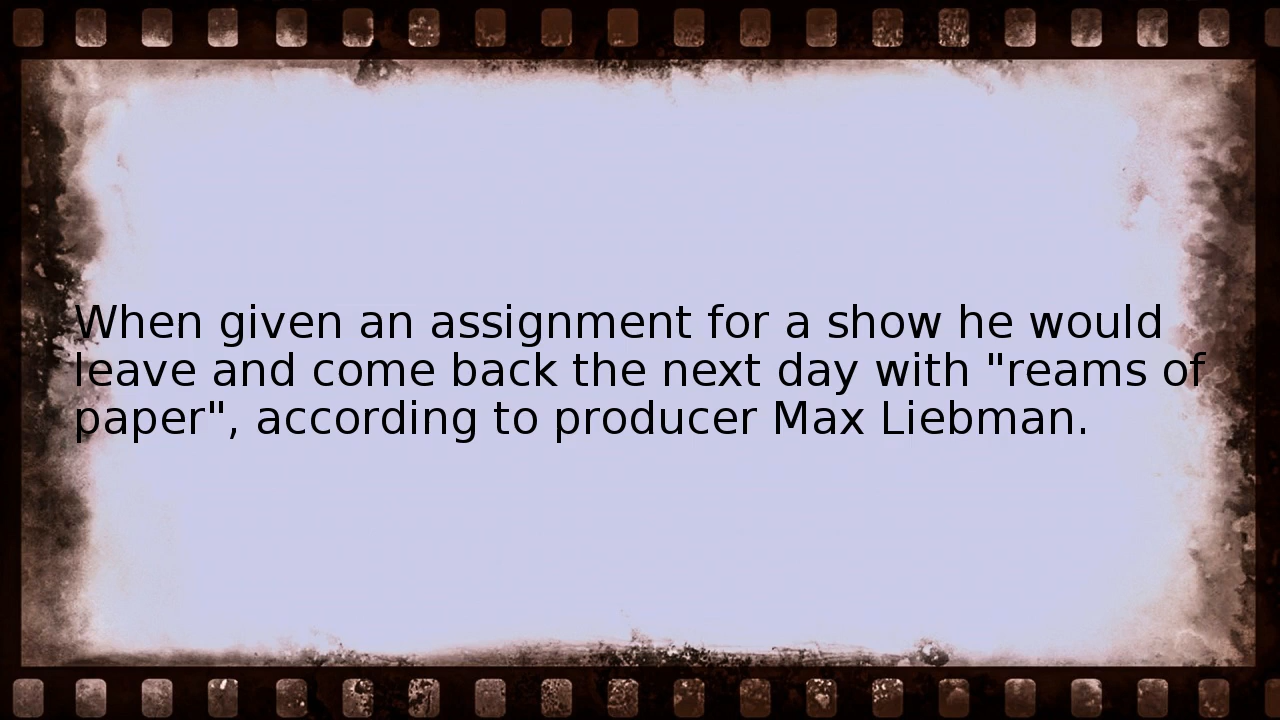 When given an assignment for a show he would
leave and come back the next day with "reams of
paper", according to producer Max Liebman.